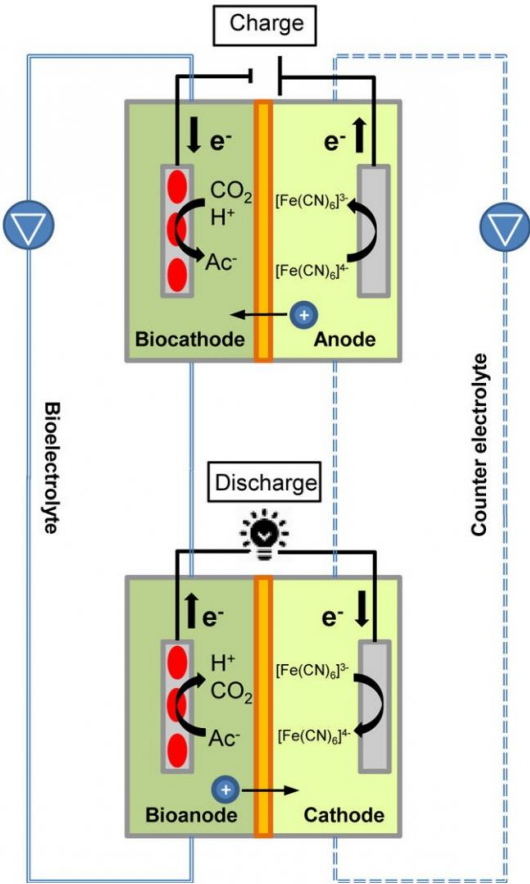 Charge
e⁻
e⁻
CO₂
H⁺
Ac⁻
[Fe(CN)₆]³⁻
[Fe(CN)₆]⁴⁻
+
Biocathode
Anode
Bioelectrolyte
Counter electrolyte
Discharge
e⁻
e⁻
H⁺
CO₂
Ac⁻
[Fe(CN)₆]³⁻
[Fe(CN)₆]⁴⁻
+
Bioanode
Cathode